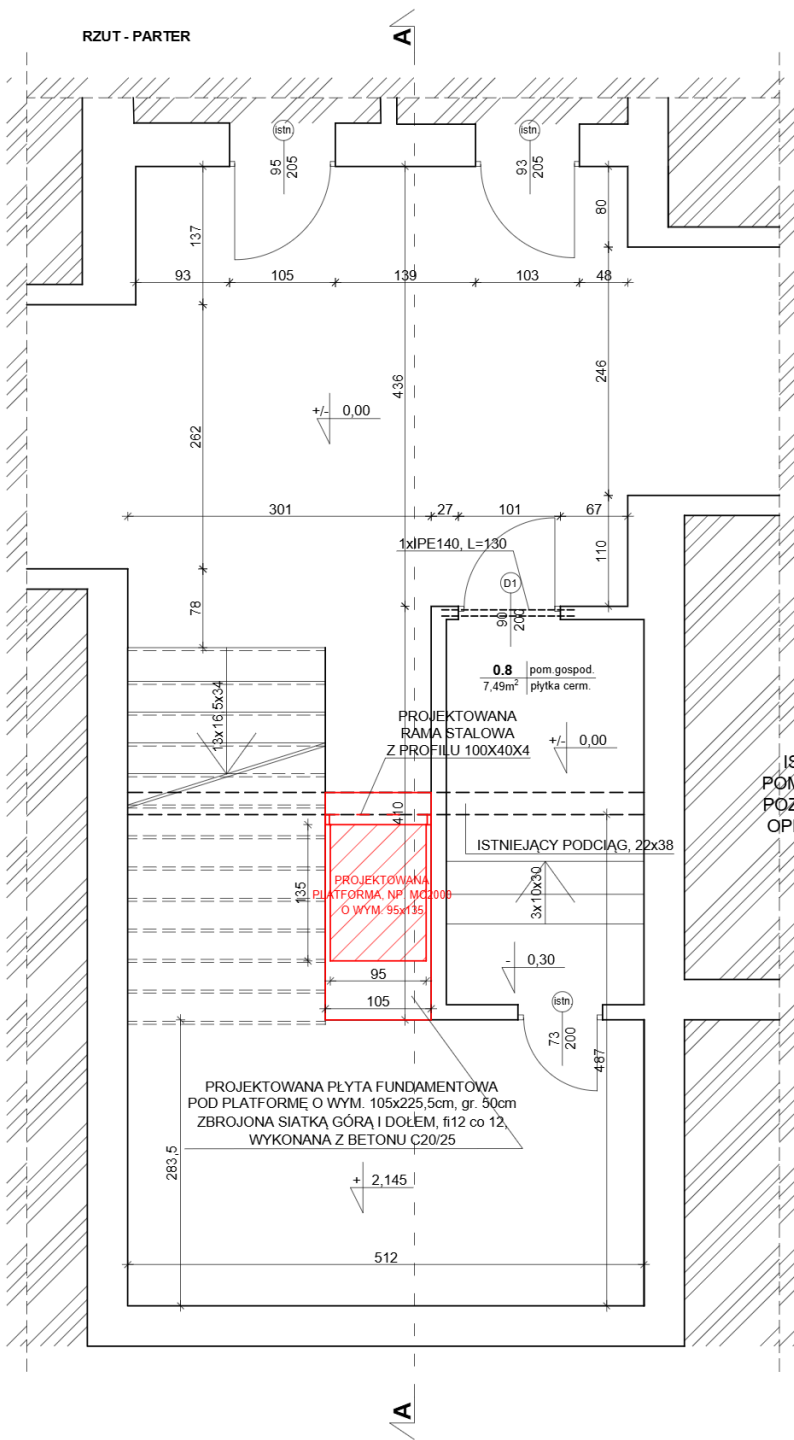 RZUT - PARTER
A
istn.
95
205
istn.
93
205
80
137
93
105
139
103
48
436
246
+/- 0,00
262
301
27
101
67
110
1xIPE140, L=130
D1
90
200
78
0.8 pom.gospod.
7,49m² płytka cerm.
13x16,5x34
PROJEKTOWANA
RAMA STALOWA
Z PROFILU 100X40X4
+/- 0,00
410
ISTNIEJĄCY PODCIĄG, 22x38
135
PROJEKTOWANA
PLATFORMA, NP. MC2000
O WYM. 95x135
3x10x30
- 0,30
95
105
istn.
73
200
487
PROJEKTOWANA PŁYTA FUNDAMENTOWA
POD PLATFORMĘ O WYM. 105x225,5cm, gr. 50cm
ZBROJONA SIATKĄ GÓRĄ I DOŁEM, fi12 co 12,
WYKONANA Z BETONU C20/25
283,5
+ 2,145
512
A